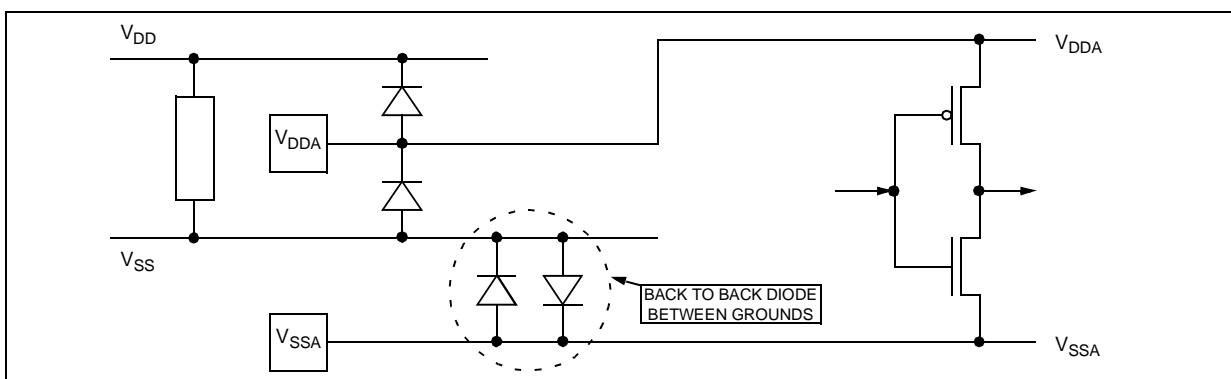 VDD
VDDA
VDDA
VSS
BACK TO BACK DIODE
BETWEEN GROUNDS
VSSA
VSSA